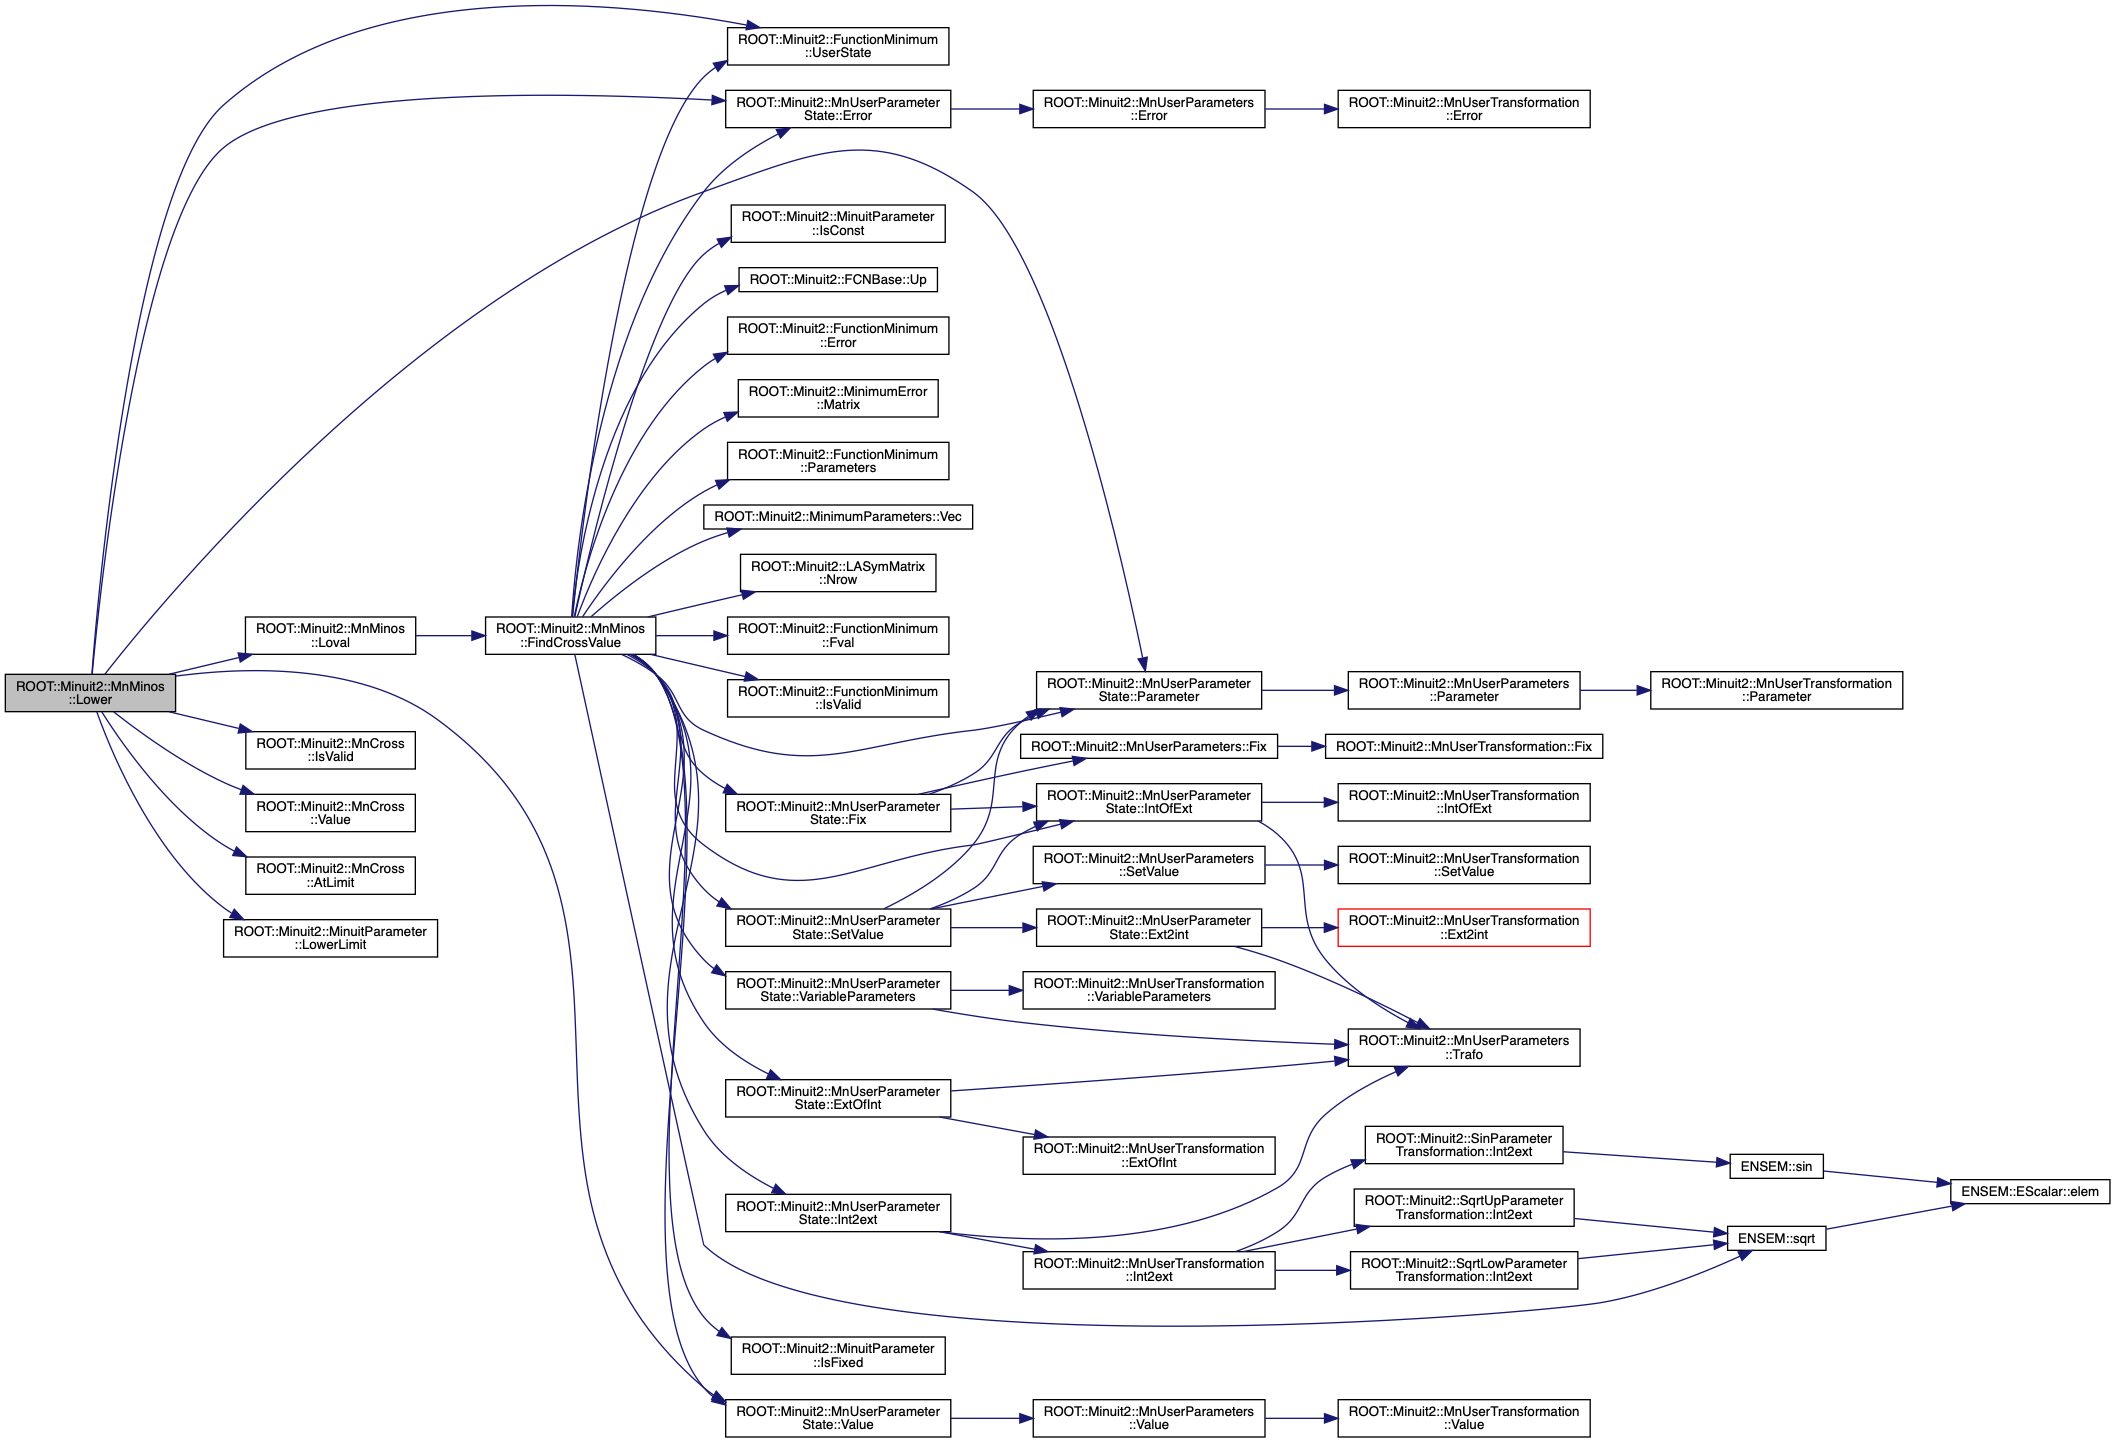 ROOT::Minuit2::MnMinos
::Lower
ROOT::Minuit2::MnMinos
::Loval
ROOT::Minuit2::MnCross
::IsValid
ROOT::Minuit2::MnCross
::Value
ROOT::Minuit2::MnCross
::AtLimit
ROOT::Minuit2::MinuitParameter
::LowerLimit
ROOT::Minuit2::MnMinos
::FindCrossValue
ROOT::Minuit2::FunctionMinimum
::UserState
ROOT::Minuit2::MnUserParameter
State::Error
ROOT::Minuit2::MinuitParameter
::IsConst
ROOT::Minuit2::FCNBase::Up
ROOT::Minuit2::FunctionMinimum
::Error
ROOT::Minuit2::MinimumError
::Matrix
ROOT::Minuit2::FunctionMinimum
::Parameters
ROOT::Minuit2::MinimumParameters::Vec
ROOT::Minuit2::LASymMatrix
::Nrow
ROOT::Minuit2::FunctionMinimum
::Fval
ROOT::Minuit2::FunctionMinimum
::IsValid
ROOT::Minuit2::MnUserParameter
State::Fix
ROOT::Minuit2::MnUserParameter
State::SetValue
ROOT::Minuit2::MnUserParameter
State::VariableParameters
ROOT::Minuit2::MnUserParameter
State::ExtOfInt
ROOT::Minuit2::MnUserParameter
State::Int2ext
ROOT::Minuit2::MinuitParameter
::IsFixed
ROOT::Minuit2::MnUserParameter
State::Value
ROOT::Minuit2::MnUserParameters
::Error
ROOT::Minuit2::MnUserParameter
State::Parameter
ROOT::Minuit2::MnUserParameters::Fix
ROOT::Minuit2::MnUserParameter
State::IntOfExt
ROOT::Minuit2::MnUserParameters
::SetValue
ROOT::Minuit2::MnUserParameter
State::Ext2int
ROOT::Minuit2::MnUserTransformation
::VariableParameters
ROOT::Minuit2::MnUserTransformation
::ExtOfInt
ROOT::Minuit2::MnUserTransformation
::Int2ext
ROOT::Minuit2::MnUserParameters
::Value
ROOT::Minuit2::MnUserTransformation
::Error
ROOT::Minuit2::MnUserParameters
::Parameter
ROOT::Minuit2::MnUserTransformation::Fix
ROOT::Minuit2::MnUserTransformation
::IntOfExt
ROOT::Minuit2::MnUserTransformation
::SetValue
ROOT::Minuit2::MnUserTransformation
::Ext2int
ROOT::Minuit2::MnUserParameters
::Trafo
ROOT::Minuit2::SinParameter
Transformation::Int2ext
ROOT::Minuit2::SqrtUpParameter
Transformation::Int2ext
ROOT::Minuit2::SqrtLowParameter
Transformation::Int2ext
ROOT::Minuit2::MnUserTransformation
::Value
ROOT::Minuit2::MnUserTransformation
::Parameter
ENSEM::sin
ENSEM::sqrt
ENSEM::EScalar::elem